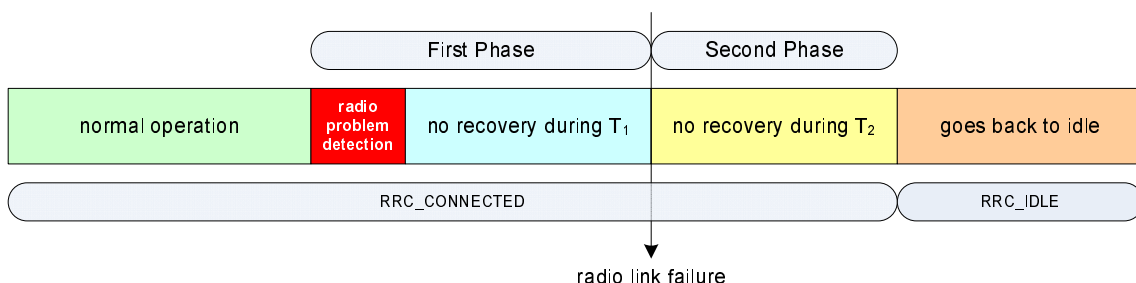 First Phase
Second Phase
normal operation
radio
problem
detection
no recovery during T₁
no recovery during T₂
goes back to idle
RRC_CONNECTED
RRC_IDLE
radio link failure